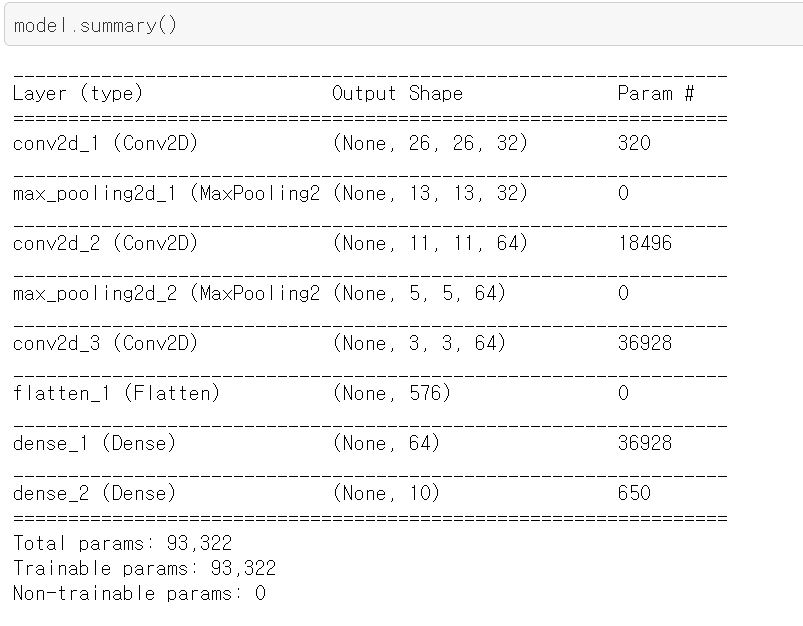 model.summary()
_________________________________________________________________
Layer (type)                 Output Shape              Param #
=================================================================
conv2d_1 (Conv2D)            (None, 26, 26, 32)        320
_________________________________________________________________
max_pooling2d_1 (MaxPooling2 (None, 13, 13, 32)        0
_________________________________________________________________
conv2d_2 (Conv2D)            (None, 11, 11, 64)        18496
_________________________________________________________________
max_pooling2d_2 (MaxPooling2 (None, 5, 5, 64)          0
_________________________________________________________________
conv2d_3 (Conv2D)            (None, 3, 3, 64)          36928
_________________________________________________________________
flatten_1 (Flatten)          (None, 576)               0
_________________________________________________________________
dense_1 (Dense)              (None, 64)                36928
_________________________________________________________________
dense_2 (Dense)              (None, 10)                650
=================================================================
Total params: 93,322
Trainable params: 93,322
Non-trainable params: 0